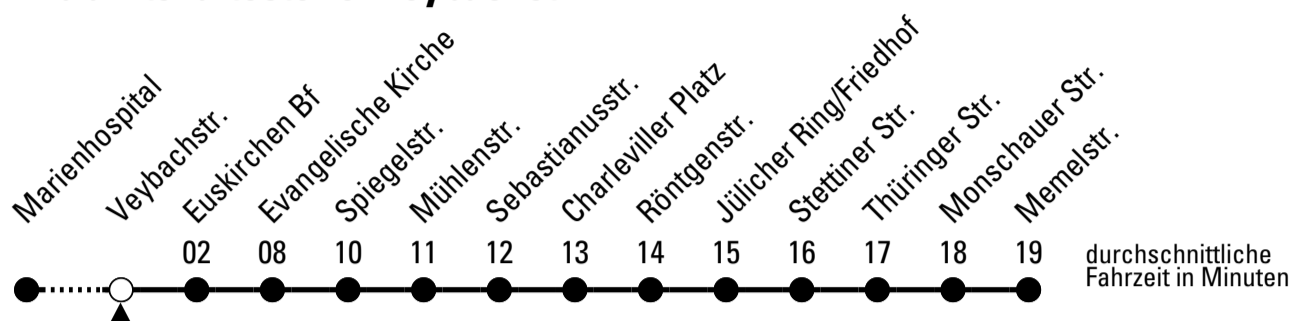 Marienhospital
Veybachstr.
Euskirchen Bf
Evangelische Kirche
Spiegelstr.
Mühlenstr.
Sebastianusstr.
Charleviller Platz
Röntgenstr.
Jülicher Ring/Friedhof
Stettiner Str.
Thüringer Str.
Monschauer Str.
Memelstr.
02 08 10 11 12 13 14 15 16 17 18 19
durchschnittliche
Fahrzeit in Minuten